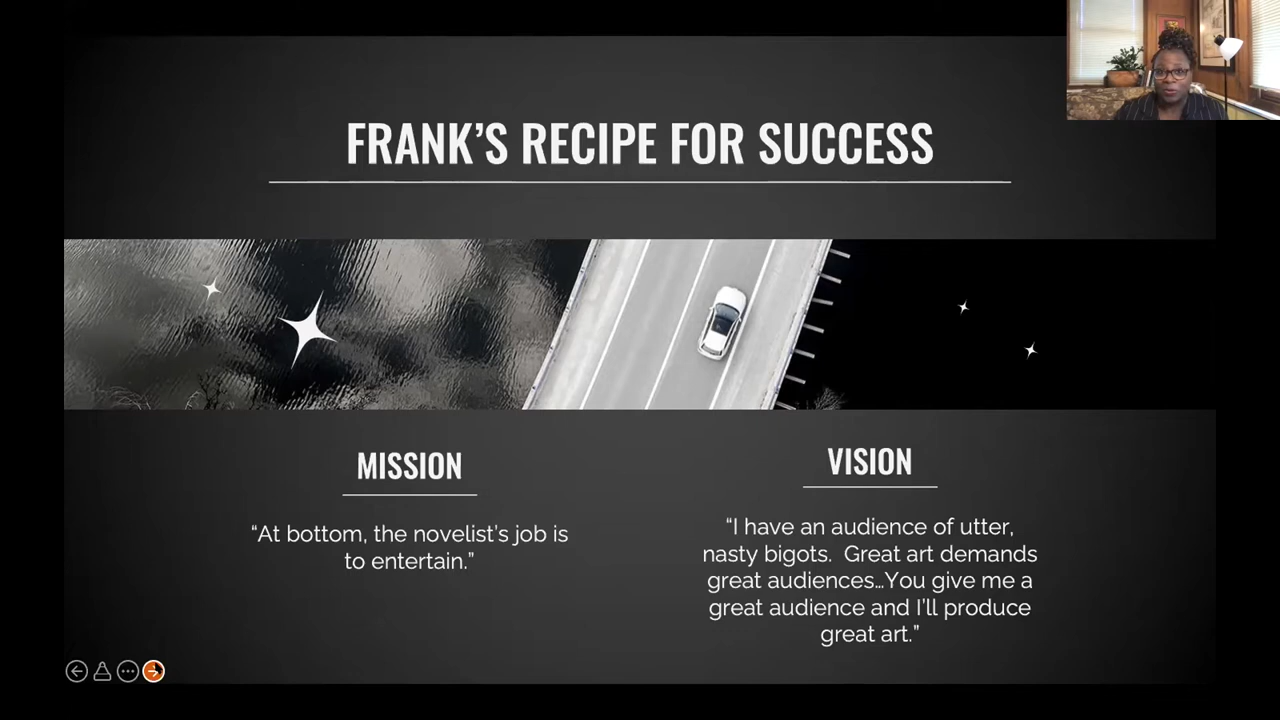 FRANK’S RECIPE FOR SUCCESS
MISSION
“At bottom, the novelist’s job is
to entertain.”
VISION
“I have an audience of utter,
nasty bigots.  Great art demands
great audiences…You give me a
great audience and I’ll produce
great art.”